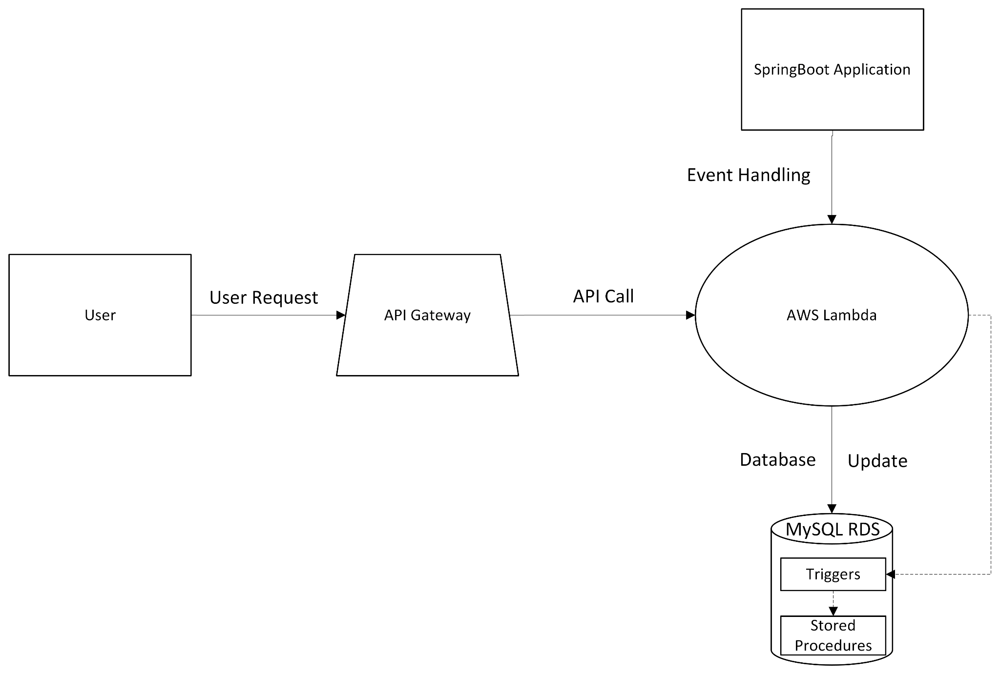 SpringBoot Application
Event Handling
User
User Request
API Gateway
API Call
AWS Lambda
Database Update
MySQL RDS
Triggers
Stored
Procedures